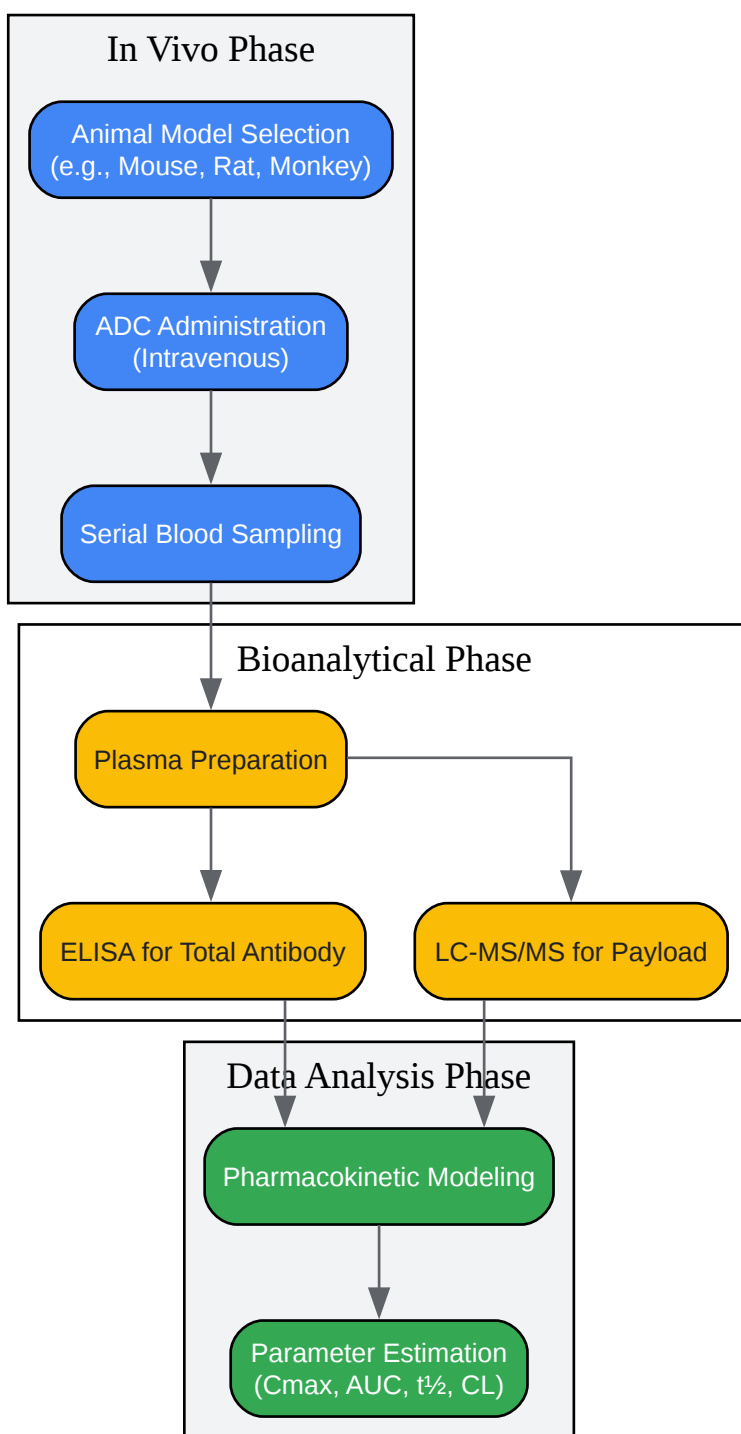 In Vivo Phase
Animal Model Selection
(e.g., Mouse, Rat, Monkey)
ADC Administration
(Intravenous)
Serial Blood Sampling
Bioanalytical Phase
Plasma Preparation
ELISA for Total Antibody
LC-MS/MS for Payload
Data Analysis Phase
Pharmacokinetic Modeling
Parameter Estimation
(Cmax, AUC, t½, CL)